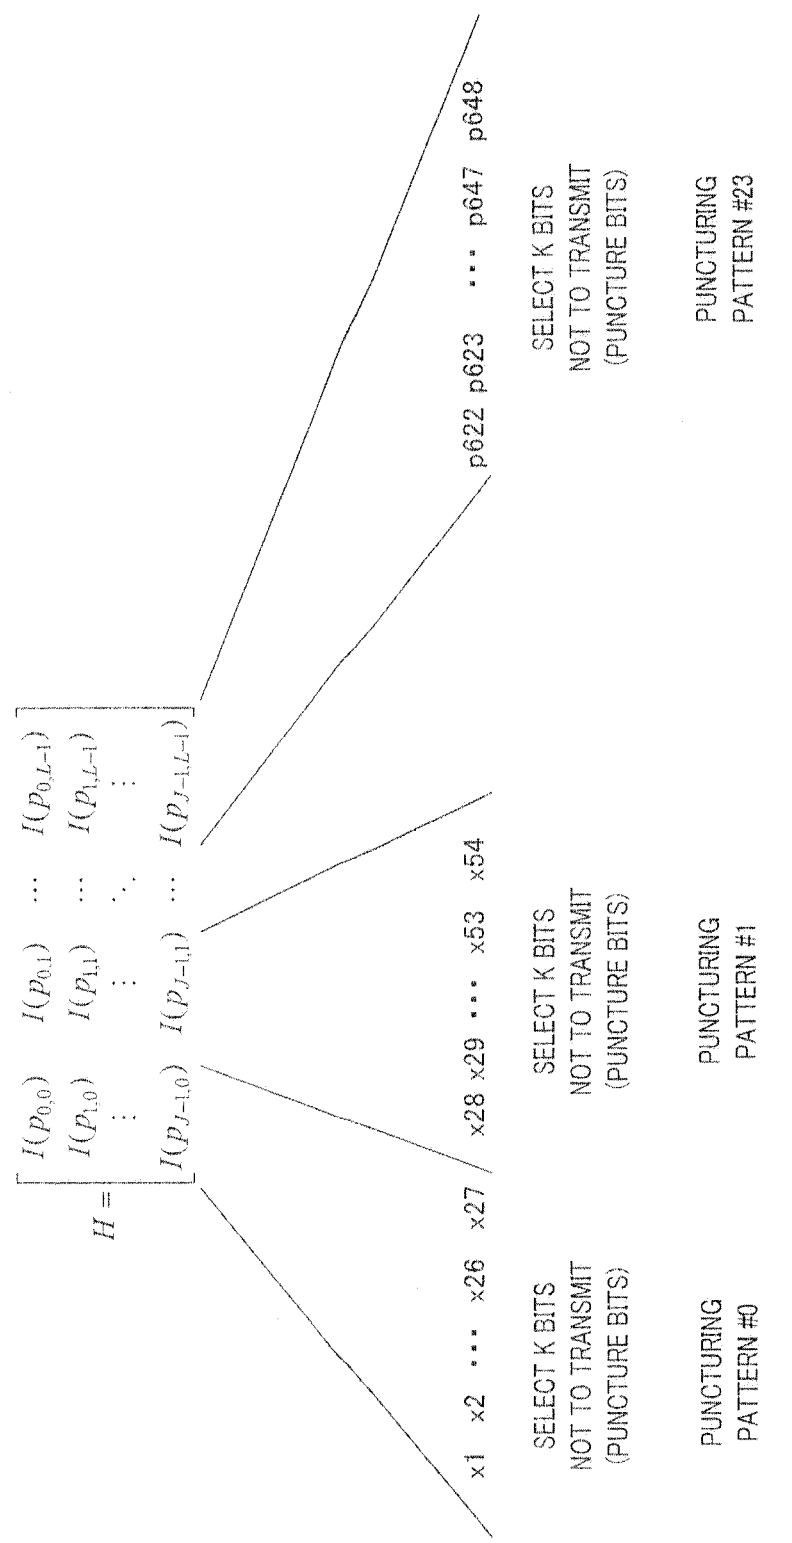 I(p0,0) I(p0,1) ⋯ I(p0,L−1)
I(p1,0) I(p1,1) ⋯ I(p1,L−1)
H =
⋮ ⋮ ⋱ ⋮
I(pJ−1,0) I(pJ−1,1) ⋯ I(pJ−1,L−1)
x1 x2 ⋯ x26 x27 x28 x29 ⋯ x53 x54 p622 p623 ⋯ p647 p648
SELECT K BITS
NOT TO TRANSMIT
(PUNCTURE BITS)
PUNCTURING
PATTERN #0
SELECT K BITS
NOT TO TRANSMIT
(PUNCTURE BITS)
PUNCTURING
PATTERN #1
SELECT K BITS
NOT TO TRANSMIT
(PUNCTURE BITS)
PUNCTURING
PATTERN #23